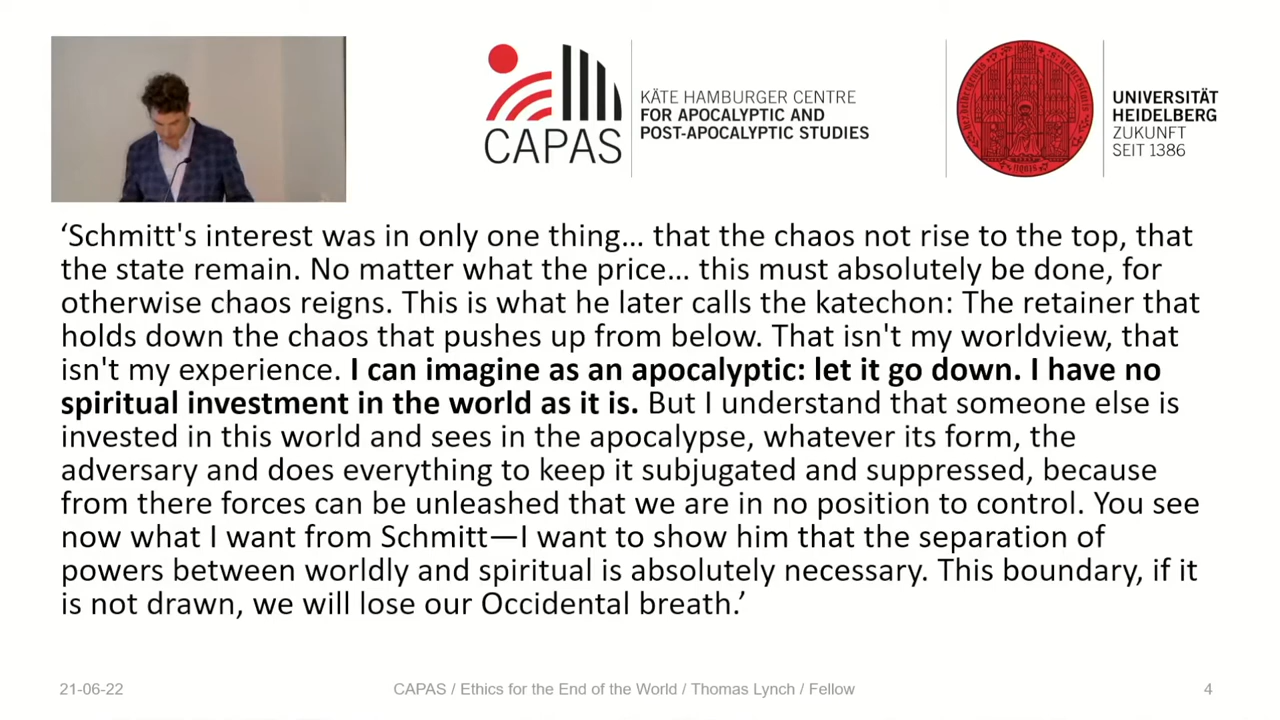 CAPAS
KÄTE HAMBURGER CENTRE
FOR APOCALYPTIC AND
POST-APOCALYPTIC STUDIES
UNIVERSITÄT
HEIDELBERG
ZUKUNFT
SEIT 1386
‘Schmitt's interest was in only one thing… that the chaos not rise to the top, that
the state remain. No matter what the price… this must absolutely be done, for
otherwise chaos reigns. This is what he later calls the katechon: The retainer that
holds down the chaos that pushes up from below. That isn't my worldview, that
isn't my experience. I can imagine as an apocalyptic: let it go down. I have no
spiritual investment in the world as it is. But I understand that someone else is
invested in this world and sees in the apocalypse, whatever its form, the
adversary and does everything to keep it subjugated and suppressed, because
from there forces can be unleashed that we are in no position to control. You see
now what I want from Schmitt—I want to show him that the separation of
powers between worldly and spiritual is absolutely necessary. This boundary, if it
is not drawn, we will lose our Occidental breath.’
21-06-22
CAPAS / Ethics for the End of the World / Thomas Lynch / Fellow
4